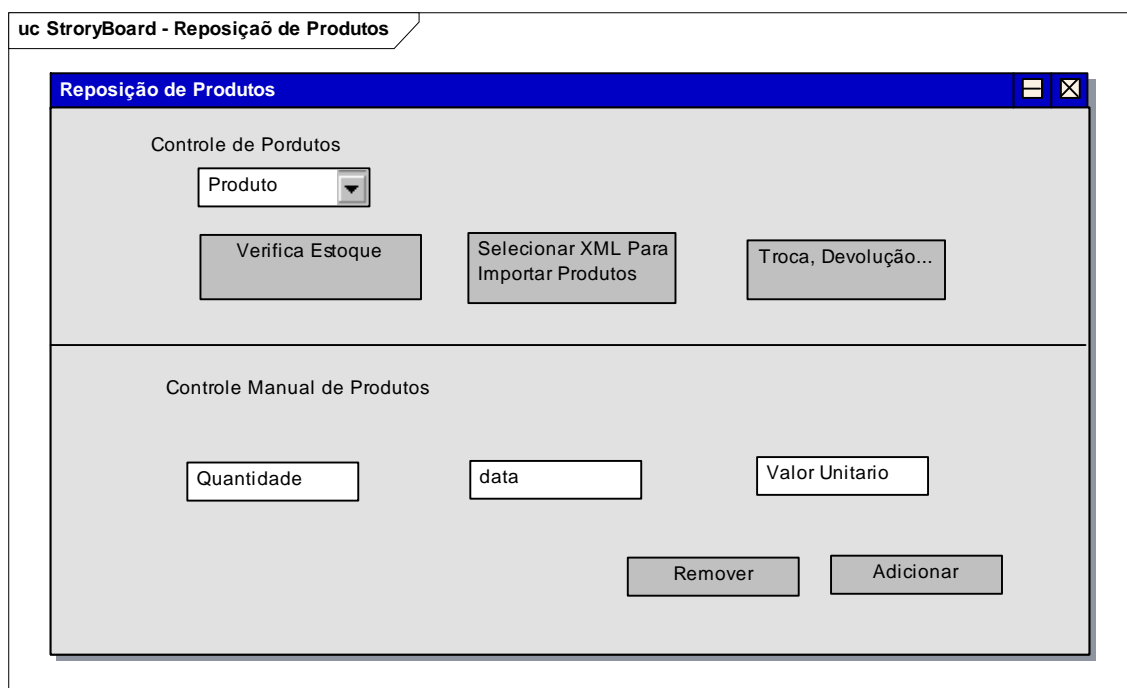 uc StroryBoard - Reposiçaõ de Produtos
Reposição de Produtos
Controle de Pordutos
Produto
Verifica Estoque
Selecionar XML Para
Importar Produtos
Troca, Devolução...
Controle Manual de Produtos
Quantidade
data
Valor Unitario
Remover
Adicionar